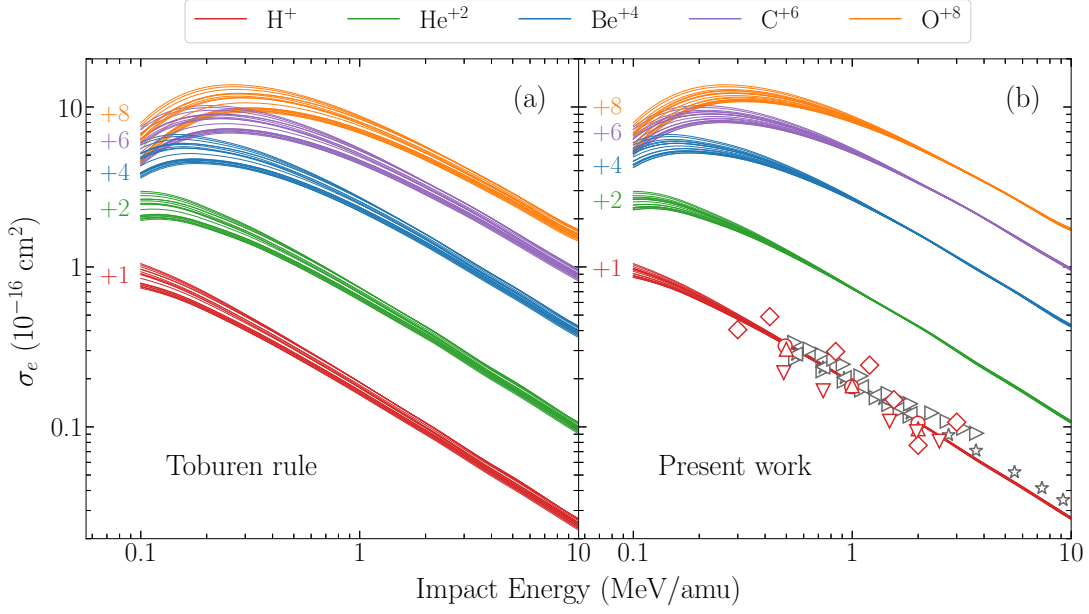 H⁺ He⁺² Be⁺⁴ C⁺⁶ O⁺⁸
(a)
(b)
10
1
0.1
σₑ (10⁻¹⁶ cm²)
+8
+6
+4
+2
+1
+8
+6
+4
+2
+1
Toburen rule
Present work
0.1 1 10 0.1 1 10
Impact Energy (MeV/amu)